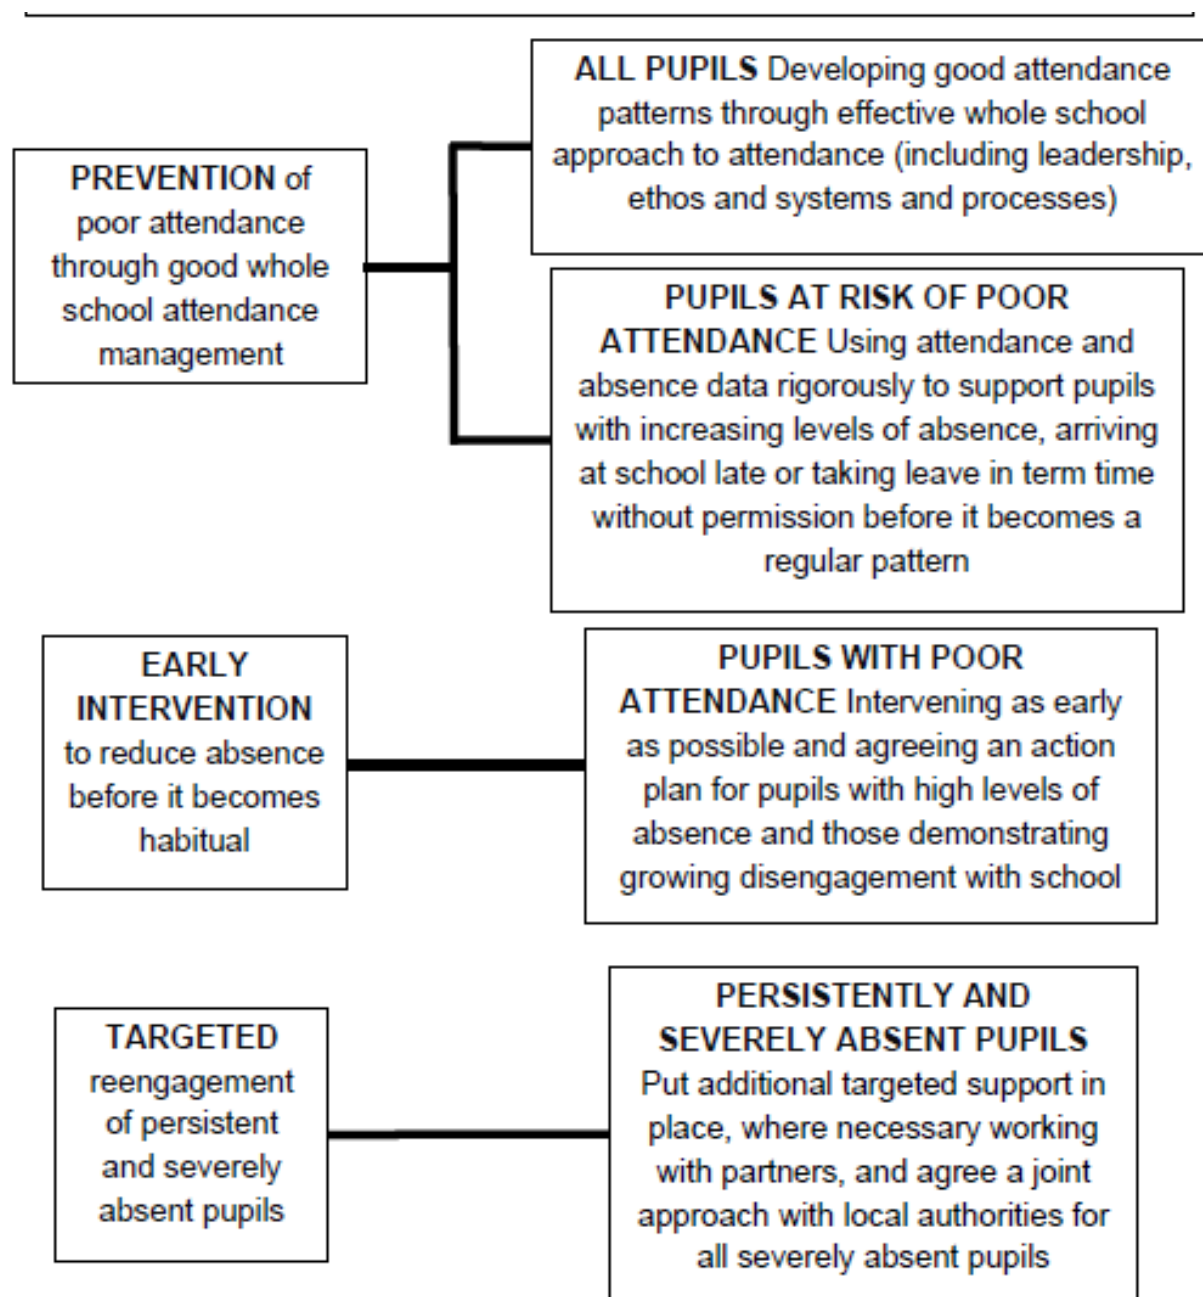 PREVENTION of
poor attendance
through good whole
school attendance
management
ALL PUPILS Developing good attendance
patterns through effective whole school
approach to attendance (including leadership,
ethos and systems and processes)
PUPILS AT RISK OF POOR
ATTENDANCE Using attendance and
absence data rigorously to support pupils
with increasing levels of absence, arriving
at school late or taking leave in term time
without permission before it becomes a
regular pattern
EARLY
INTERVENTION
to reduce absence
before it becomes
habitual
PUPILS WITH POOR
ATTENDANCE Intervening as early
as possible and agreeing an action
plan for pupils with high levels of
absence and those demonstrating
growing disengagement with school
TARGETED
reengagement
of persistent
and severely
absent pupils
PERSISTENTLY AND
SEVERELY ABSENT PUPILS
Put additional targeted support in
place, where necessary working
with partners, and agree a joint
approach with local authorities for
all severely absent pupils